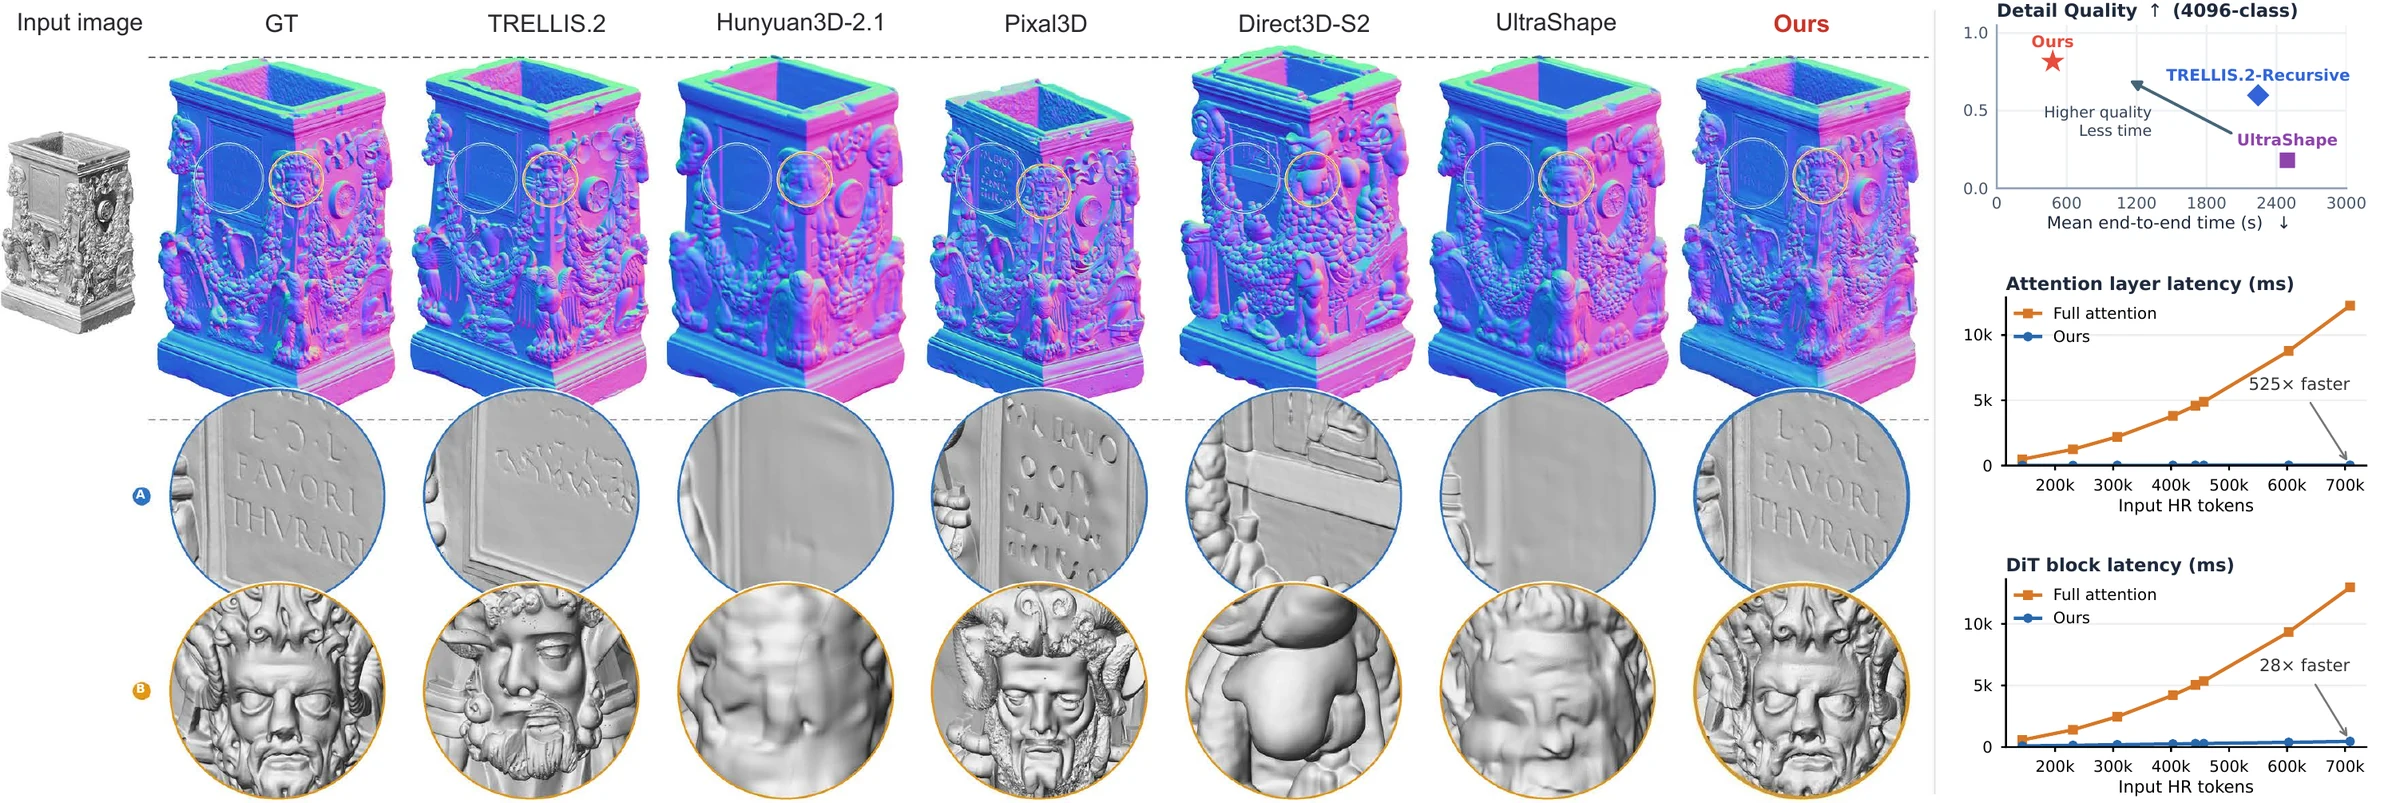 Input image
GT
TRELLIS.2
Hunyuan3D-2.1
Pixal3D
Direct3D-S2
UltraShape
Ours
A
L·Ɔ·L
FAVORI
THVRARI
L·Ɔ·L
FAVORI
THVRARI
B
Detail Quality ↑ (4096-class)
1.0
0.5
0.0
Ours
TRELLIS.2-Recursive
Higher quality
Less time
UltraShape
0 600 1200 1800 2400 3000
Mean end-to-end time (s) ↓
Attention layer latency (ms)
Full attention
Ours
10k
5k
0
525× faster
200k 300k 400k 500k 600k 700k
Input HR tokens
DiT block latency (ms)
Full attention
Ours
10k
5k
0
28× faster
200k 300k 400k 500k 600k 700k
Input HR tokens